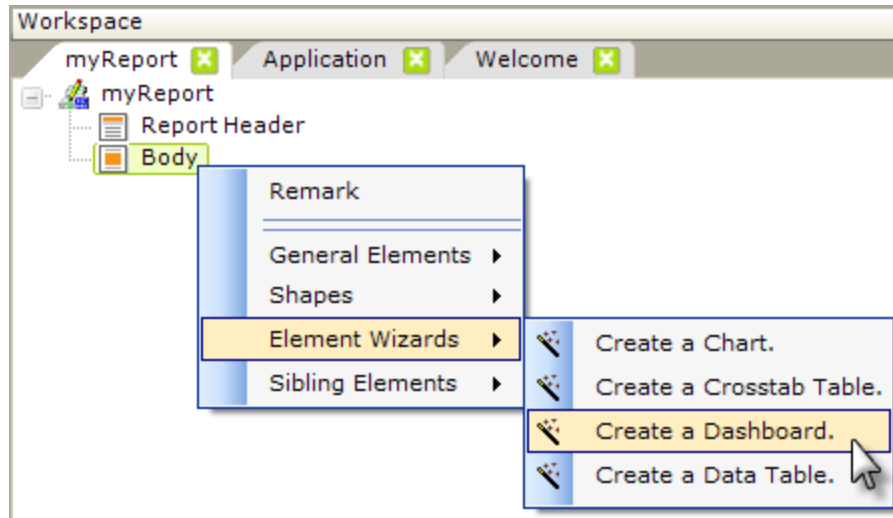 Workspace
myReport Application Welcome
myReport
Report Header
Body
Remark
General Elements
Shapes
Element Wizards
Sibling Elements
Create a Chart.
Create a Crosstab Table.
Create a Dashboard.
Create a Data Table.